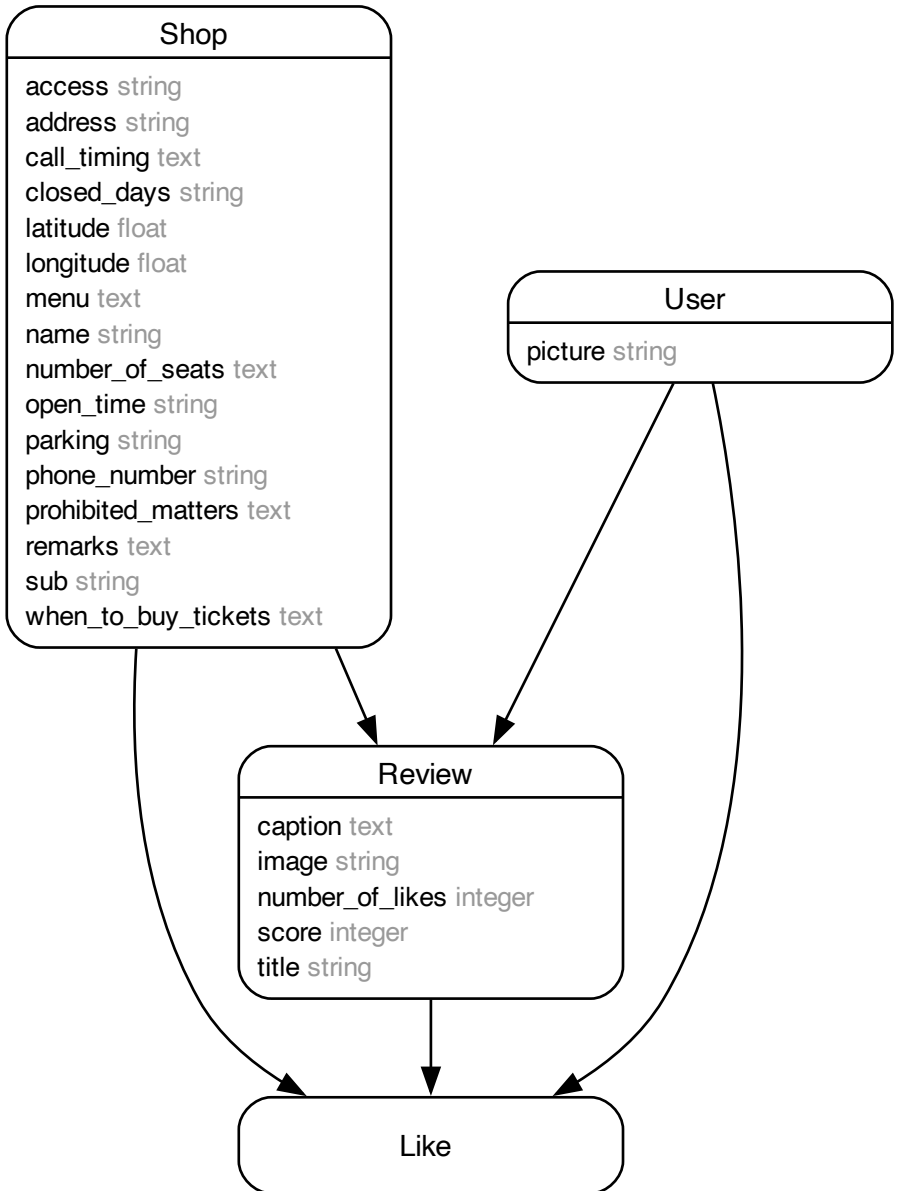 Shop
access string
address string
call_timing text
closed_days string
latitude float
longitude float
menu text
name string
number_of_seats text
open_time string
parking string
phone_number string
prohibited_matters text
remarks text
sub string
when_to_buy_tickets text
User
picture string
Review
caption text
image string
number_of_likes integer
score integer
title string
Like